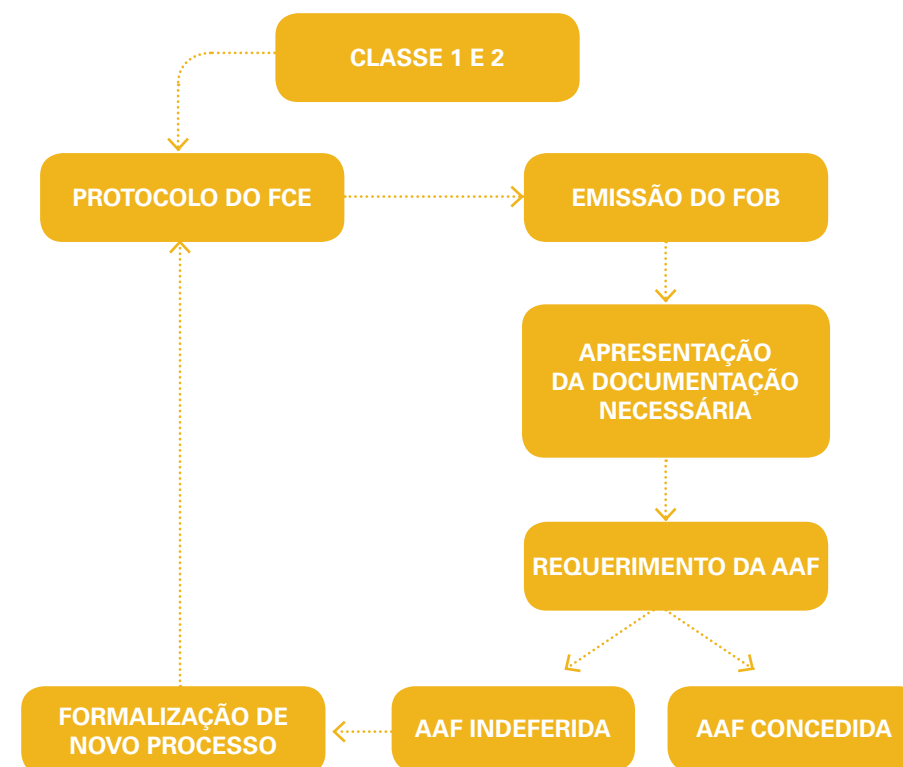 CLASSE 1 E 2
PROTOCOLO DO FCE
EMISSÃO DO FOB
APRESENTAÇÃO
DA DOCUMENTAÇÃO
NECESSÁRIA
REQUERIMENTO DA AAF
FORMALIZAÇÃO DE
NOVO PROCESSO
AAF INDEFERIDA
AAF CONCEDIDA